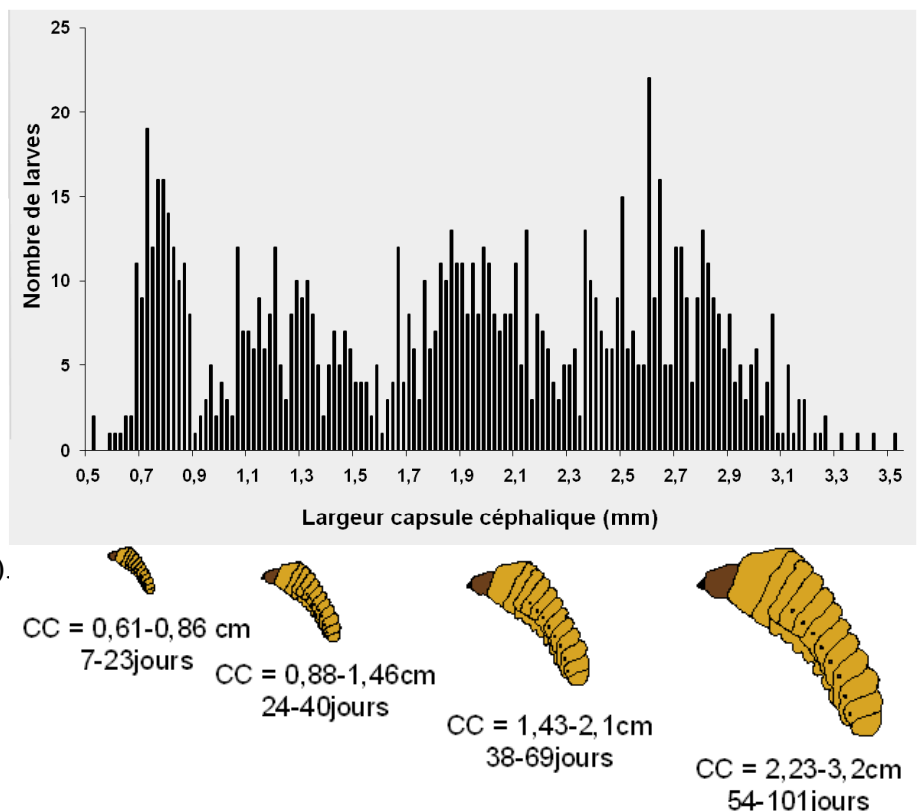 25
20
15
10
5
0
Nombre de larves
0,5 0,7 0,9 1,1 1,3 1,5 1,7 1,9 2,1 2,3 2,5 2,7 2,9 3,1 3,3 3,5
Largeur capsule céphalique (mm)
).
CC = 0,61-0,86 cm
7-23jours
CC = 0,88-1,46cm
24-40jours
CC = 1,43-2,1cm
38-69jours
CC = 2,23-3,2cm
54-101jours